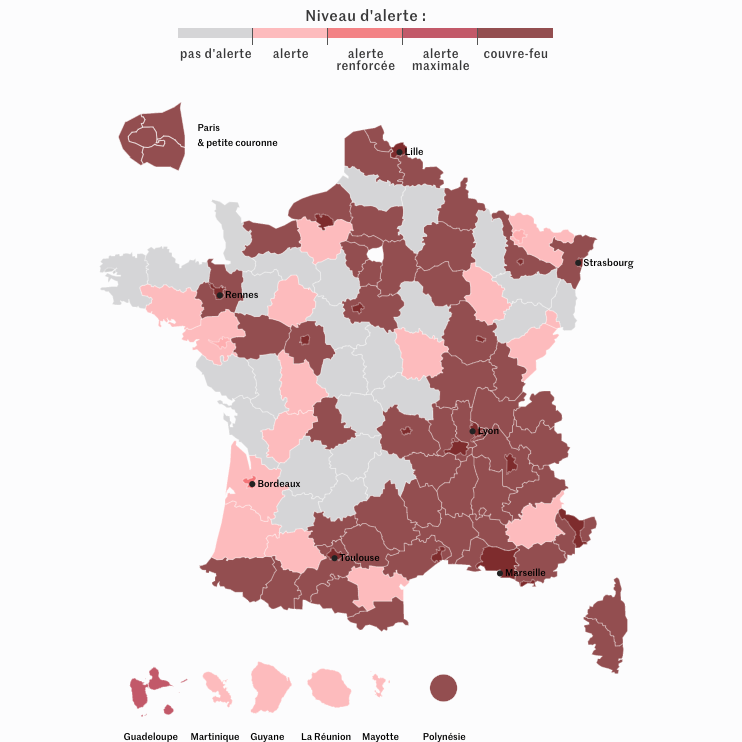 Niveau d'alerte :
pas d'alerte
alerte
alerte
renforcée
alerte
maximale
couvre-feu
Paris
& petite couronne
Lille
Strasbourg
Rennes
Lyon
Bordeaux
Toulouse
Marseille
Guadeloupe
Martinique
Guyane
La Réunion
Mayotte
Polynésie